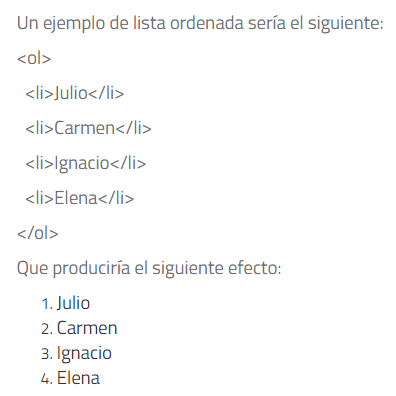 Un ejemplo de lista ordenada sería el siguiente:
<ol>
<li>Julio</li>
<li>Carmen</li>
<li>Ignacio</li>
<li>Elena</li>
</ol>
Que produciría el siguiente efecto:
1. Julio
2. Carmen
3. Ignacio
4. Elena